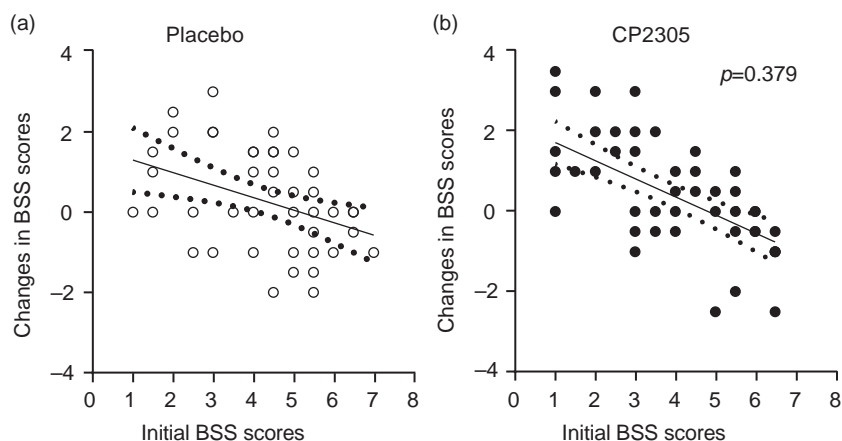 (a)
Placebo
4
2
0
–2
–4
Changes in BSS scores
0 1 2 3 4 5 6 7 8
Initial BSS scores
(b)
CP2305
p=0.379
4
2
0
–2
–4
Changes in BSS scores
0 1 2 3 4 5 6 7 8
Initial BSS scores